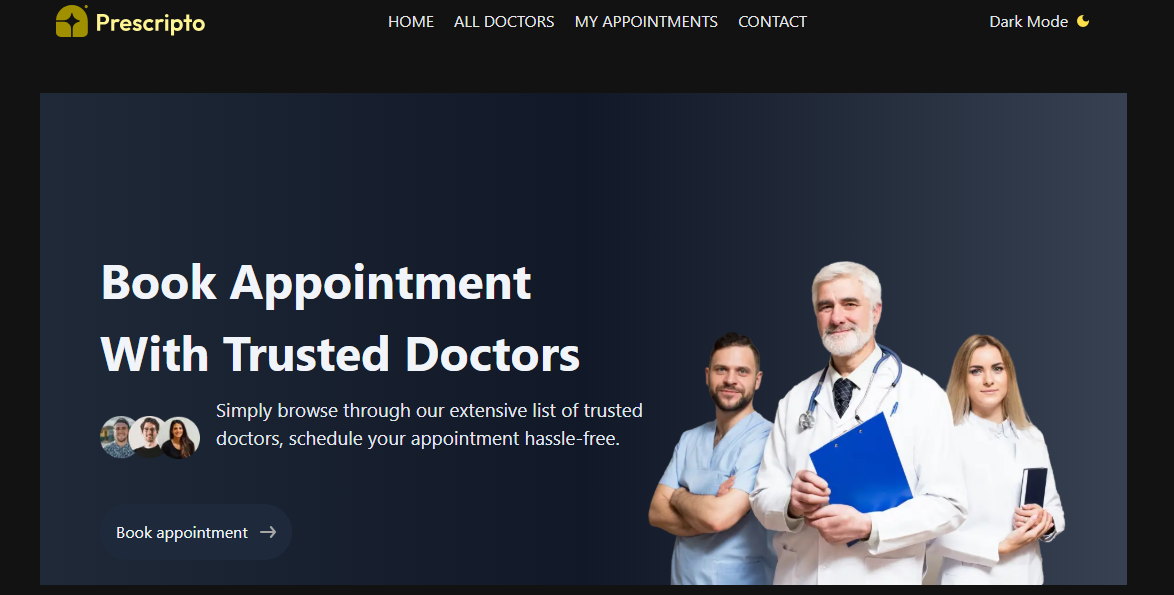 Prescripto
HOME
ALL DOCTORS
MY APPOINTMENTS
CONTACT
Dark Mode
Book Appointment
With Trusted Doctors
Simply browse through our extensive list of trusted
doctors, schedule your appointment hassle-free.
Book appointment